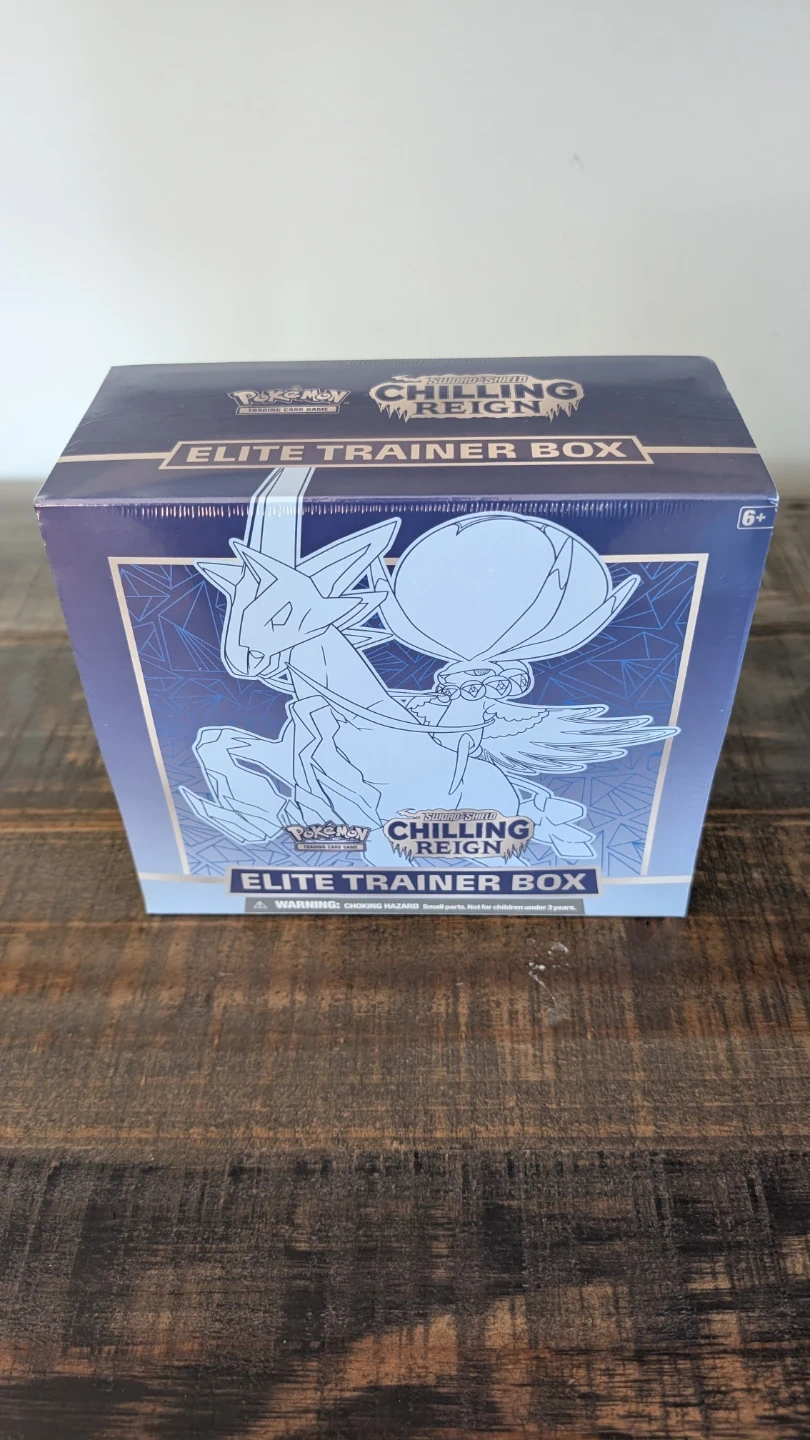 POKéMON
TRADING CARD GAME
SWORD & SHIELD
CHILLING
REIGN
ELITE TRAINER BOX
6+
POKéMON
TRADING CARD GAME
SWORD & SHIELD
CHILLING
REIGN
ELITE TRAINER BOX
WARNING: CHOKING HAZARD Small parts. Not for children under 3 years.